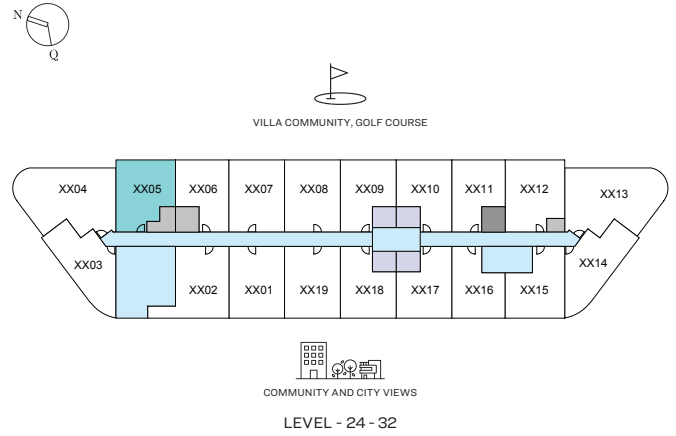 N
Q
VILLA COMMUNITY, GOLF COURSE
XX04 XX05 XX06 XX07 XX08 XX09 XX10 XX11 XX12 XX13
XX03 XX02 XX01 XX19 XX18 XX17 XX16 XX15 XX14
COMMUNITY AND CITY VIEWS
LEVEL - 24 - 32